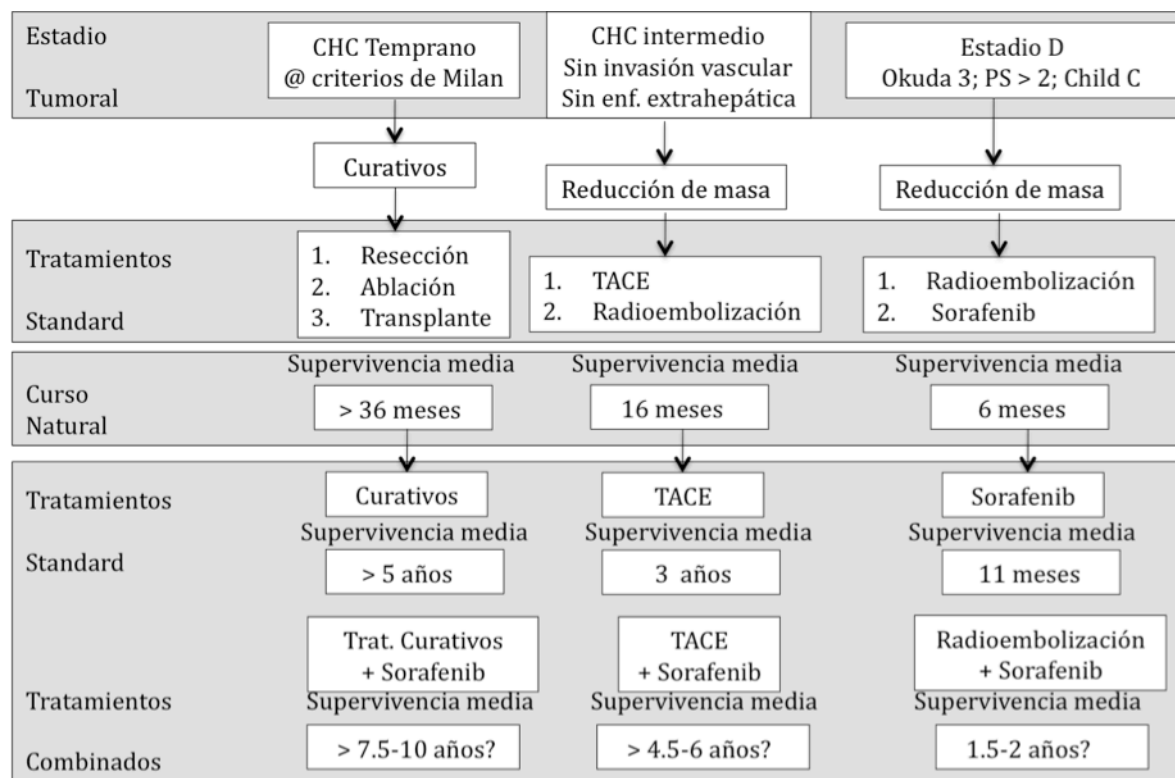 Estadio
Tumoral
CHC Temprano
@ criterios de Milan
CHC intermedio
Sin invasión vascular
Sin enf. extrahepática
Estadio D
Okuda 3; PS > 2; Child C
Curativos
Reducción de masa
Reducción de masa
Tratamientos
Standard
1. Resección
2. Ablación
3. Transplante
1. TACE
2. Radioembolización
1. Radioembolización
2. Sorafenib
Curso
Natural
Supervivencia media
> 36 meses
Supervivencia media
16 meses
Supervivencia media
6 meses
Tratamientos
Standard
Curativos
Supervivencia media
> 5 años
TACE
Supervivencia media
3 años
Sorafenib
Supervivencia media
11 meses
Tratamientos
Combinados
Trat. Curativos
+ Sorafenib
Supervivencia media
> 7.5-10 años?
TACE
+ Sorafenib
Supervivencia media
> 4.5-6 años?
Radioembolización
+ Sorafenib
Supervivencia media
1.5-2 años?